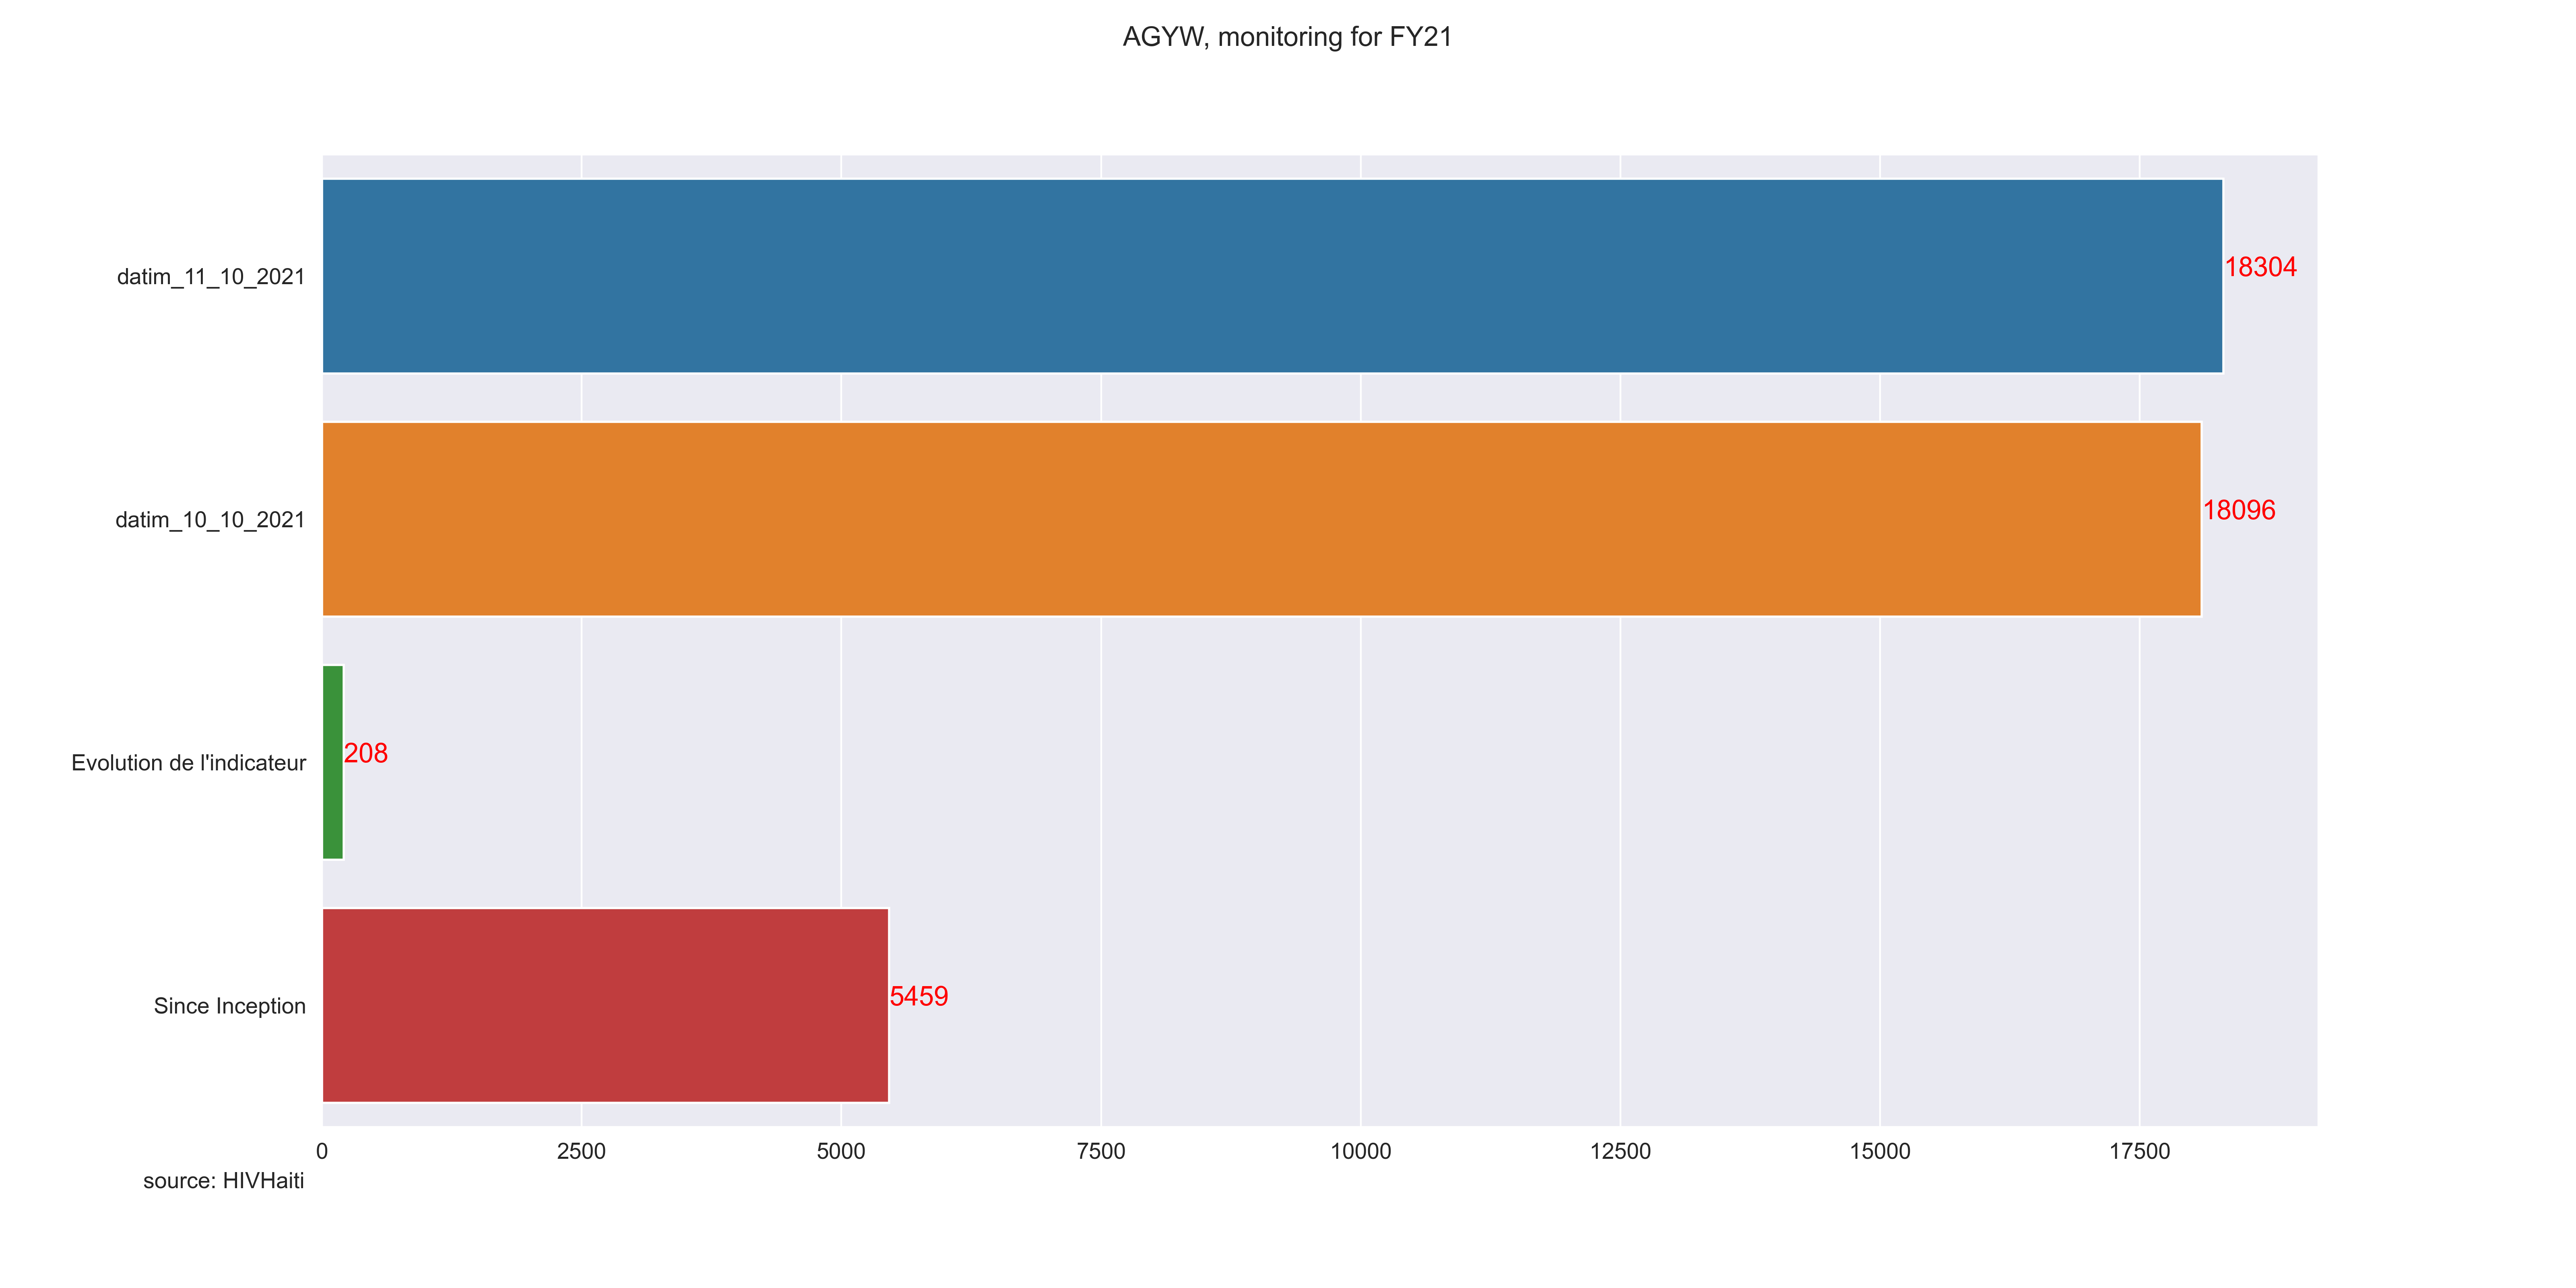 AGYW, monitoring for FY21
datim_11_10_2021
18304
datim_10_10_2021
18096
Evolution de l'indicateur
208
Since Inception
5459
0 2500 5000 7500 10000 12500 15000 17500
source: HIVHaiti